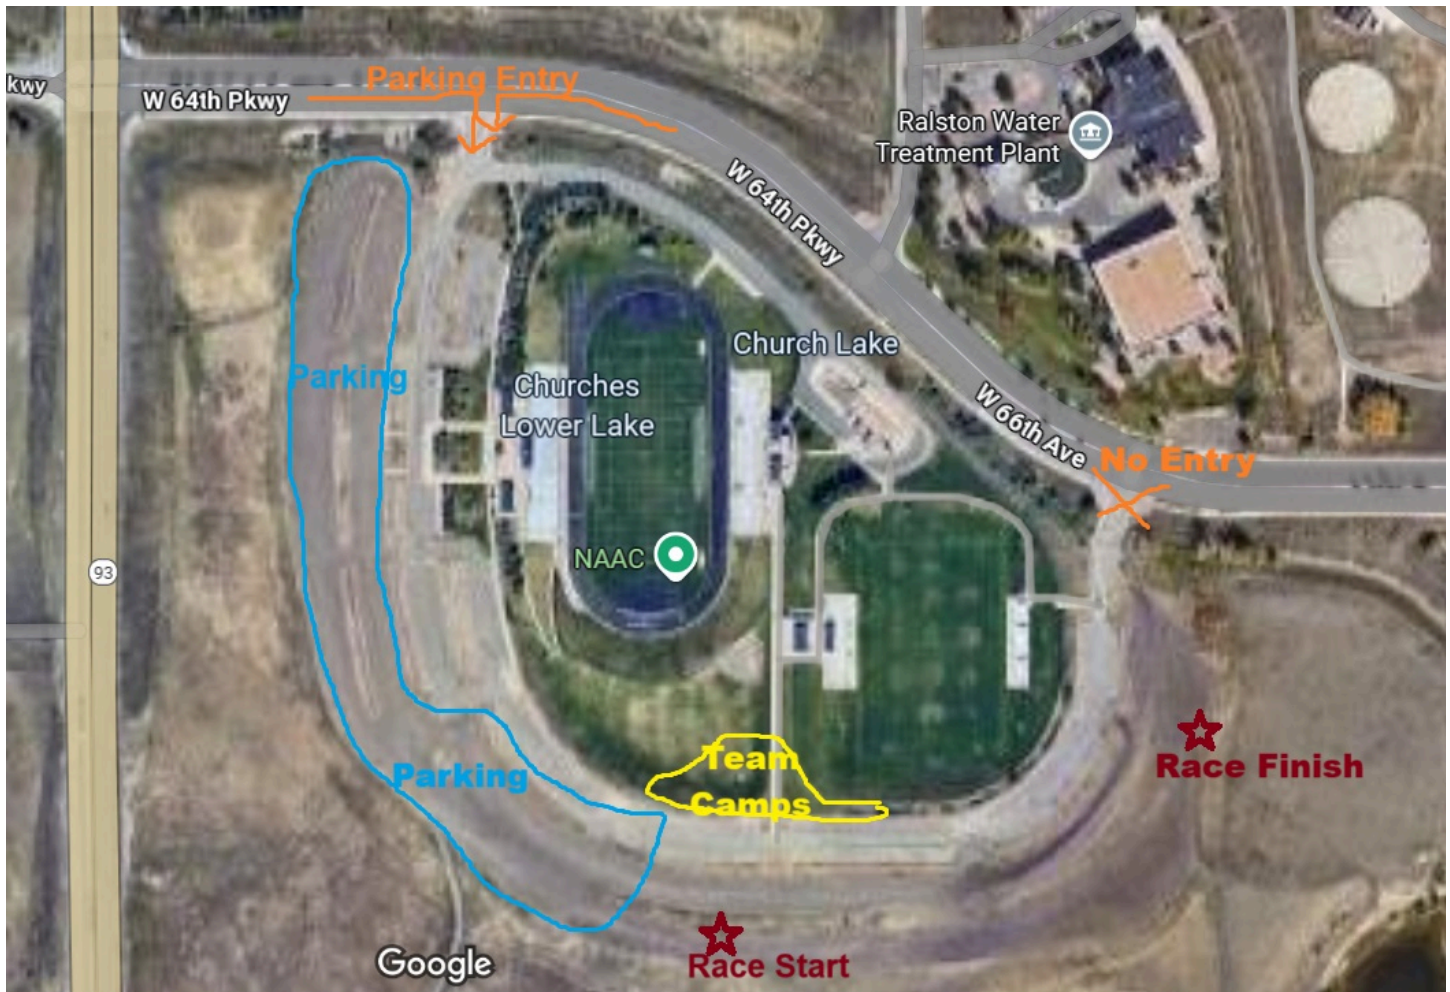 Parking Entry
kwy
W 64th Pkwy
Ralston Water
Treatment Plant
W 64th Pkwy
Church Lake
Parking
Churches
Lower Lake
W 66th Ave
No Entry
NAAC
93
Race Finish
Team
Camps
Parking
Google
Race Start